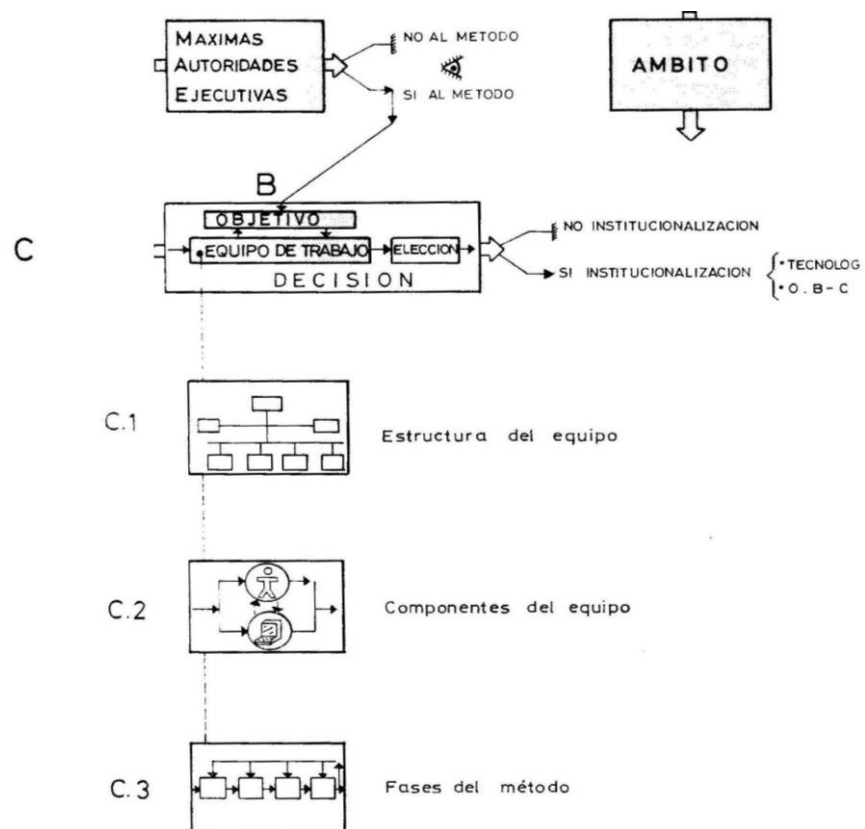 MAXIMAS
AUTORIDADES
EJECUTIVAS
NO AL METODO
SI AL METODO
AMBITO
B
C
OBJETIVO
EQUIPO DE TRABAJO
ELECCION
DECISION
NO INSTITUCIONALIZACION
SI INSTITUCIONALIZACION
•TECNOLOG
•O.B-C
C.1
Estructura del equipo
C.2
Componentes del equipo
C.3
Fases del método